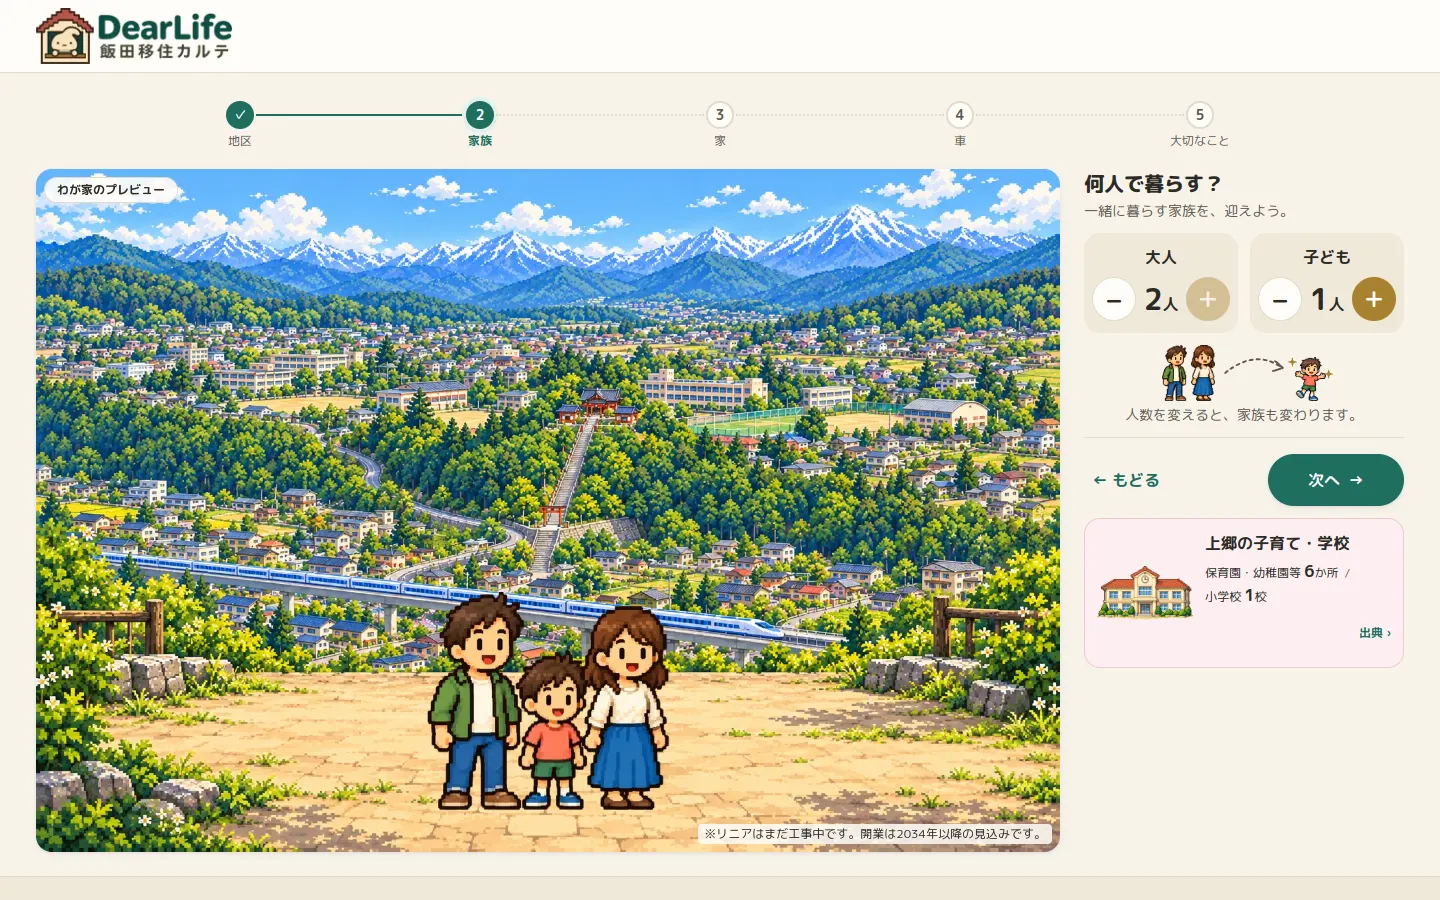 DearLife
飯田移住カルテ
✓ 2 3 4 5
地区 家族 家 車 大切なこと
わが家のプレビュー
※リニアはまだ工事中です。開業は2034年以降の見込みです。
何人で暮らす？
一緒に暮らす家族を、迎えよう。
大人 子ども
− 2人 + − 1人 +
人数を変えると、家族も変わります。
← もどる 次へ →
上郷の子育て・学校
保育園・幼稚園等 6か所 /
小学校 1校
出典 ›